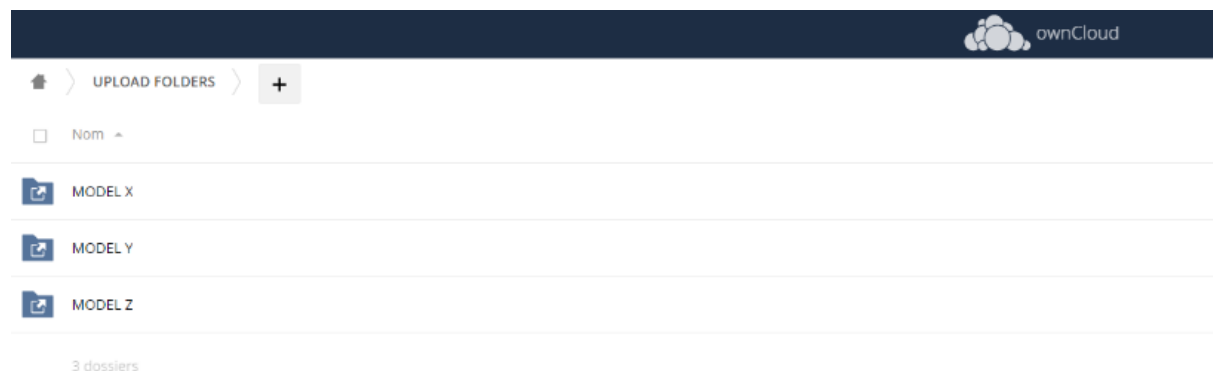 ownCloud
UPLOAD FOLDERS +
Nom
MODEL X
MODEL Y
MODEL Z
3 dossiers